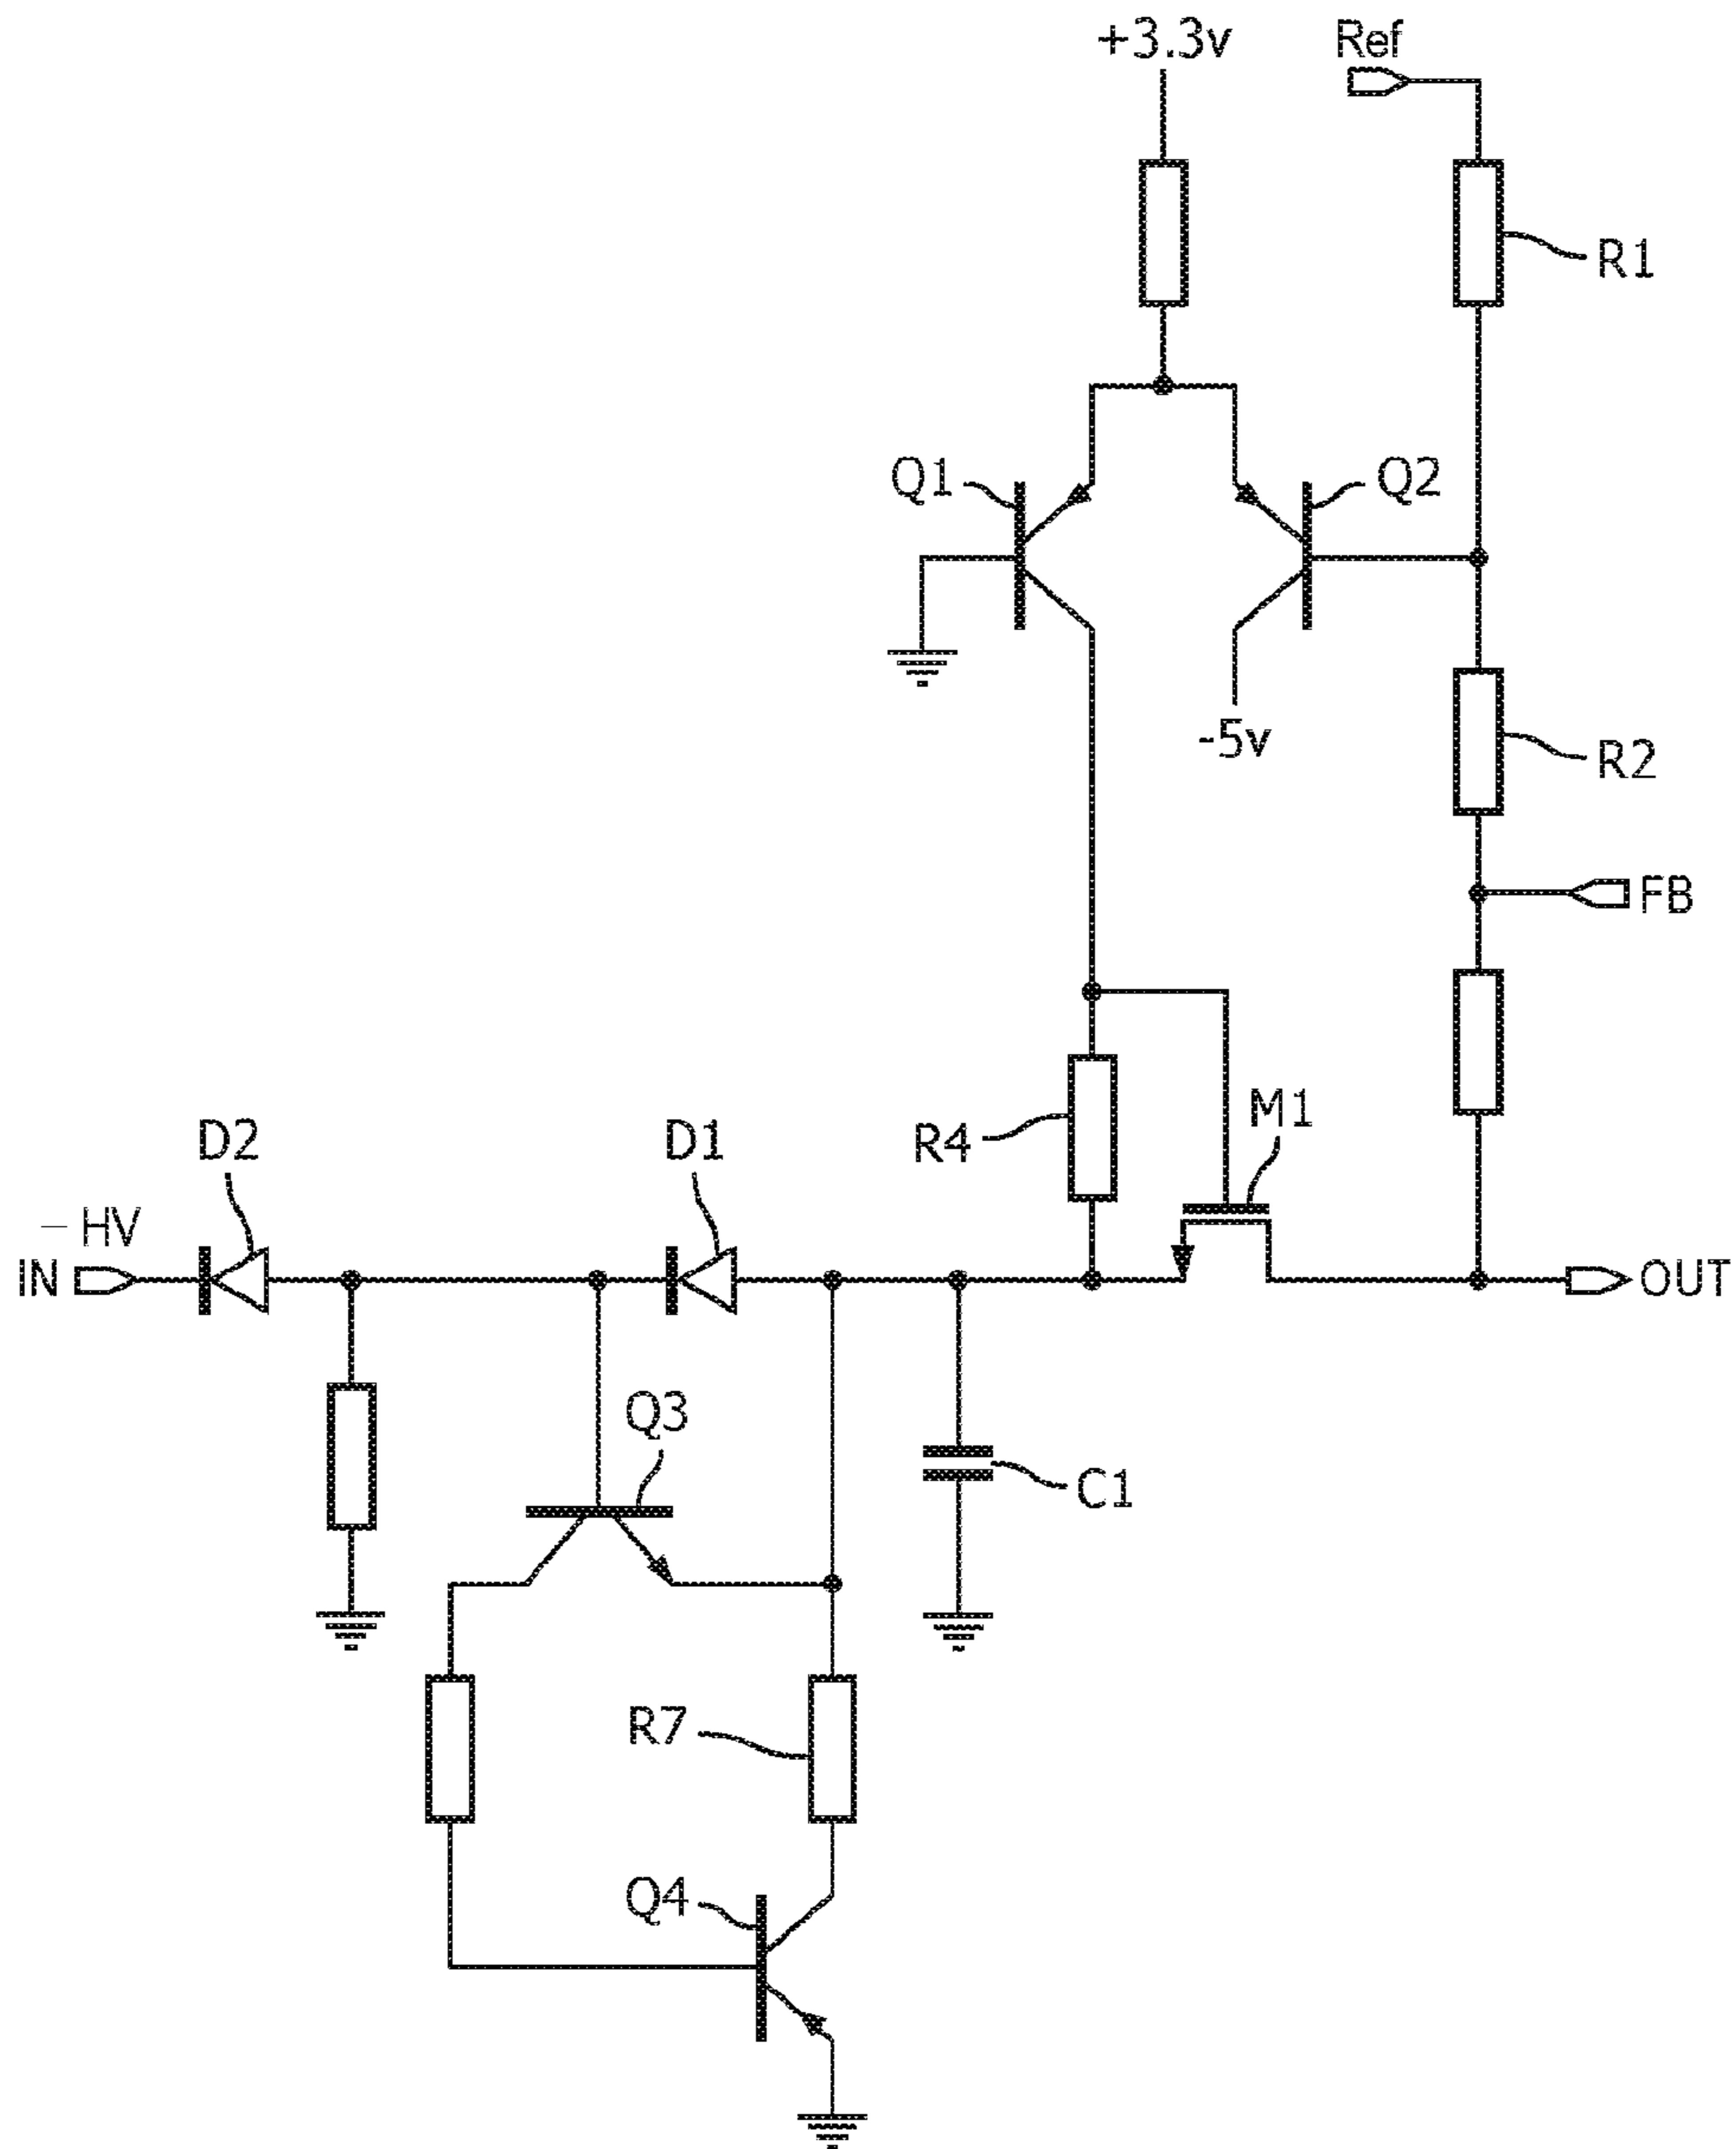 +3.3v
Ref
R1
Q1
Q2
-5v
R2
FB
M1
R4
D2
D1
– HV
IN
OUT
Q3
C1
R7
Q4